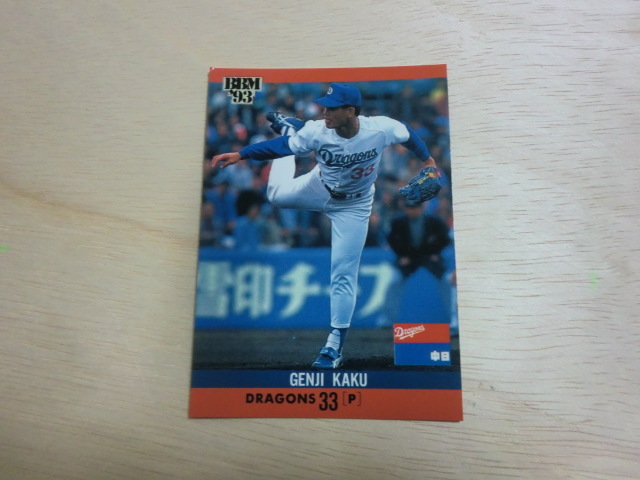 BBM
'93
Dragons
33
雪印チーズ
Dragons
中日
GENJI KAKU
DRAGONS 33 [P]